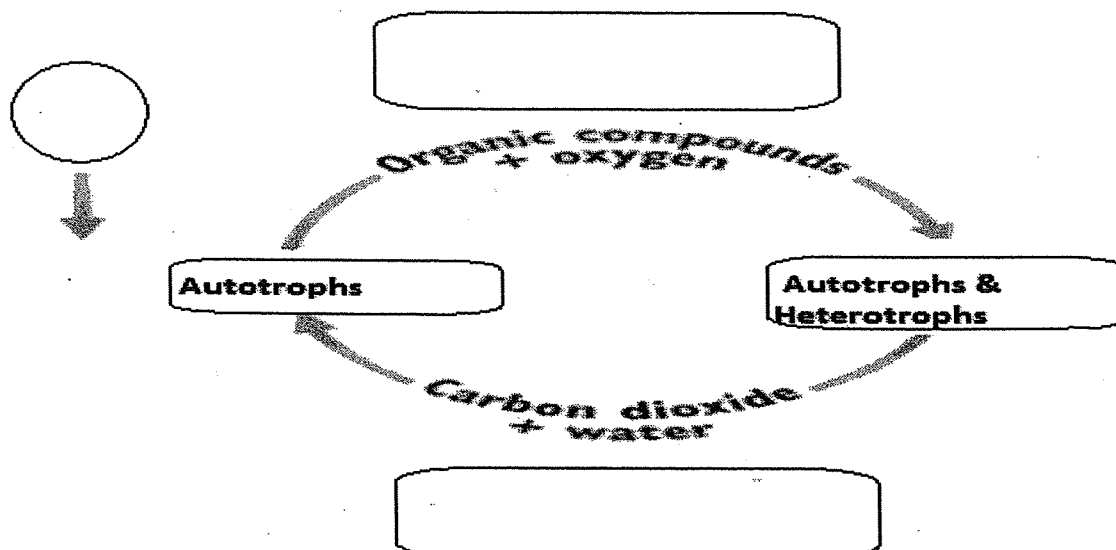 Organic compounds
+ oxygen
Autotrophs
Autotrophs &
Heterotrophs
Carbon dioxide
+ water